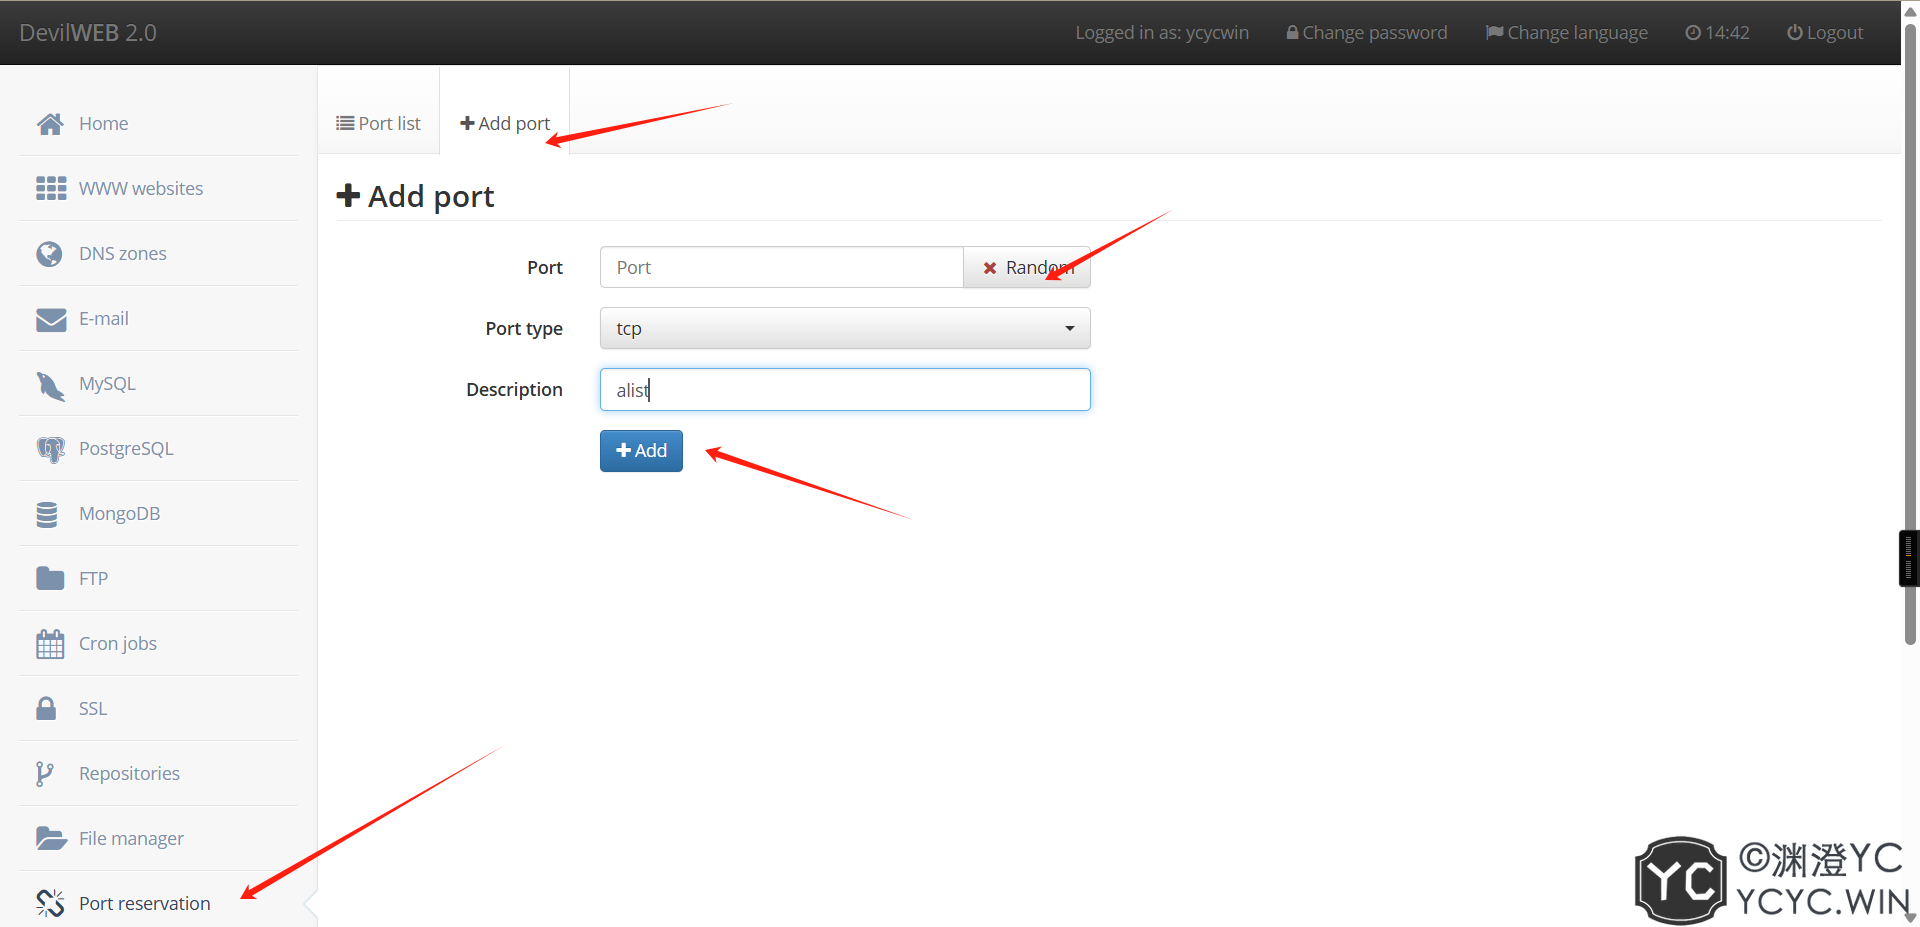 DevilWEB 2.0
Logged in as: ycycwin
Change password
Change language
14:42
Logout
Home
WWW websites
DNS zones
E-mail
MySQL
PostgreSQL
MongoDB
FTP
Cron jobs
SSL
Repositories
File manager
Port reservation
Port list
Add port
Add port
Port
Port
Random
Port type
tcp
Description
alist
Add
YC
©渊澄YC
YCYC.WIN